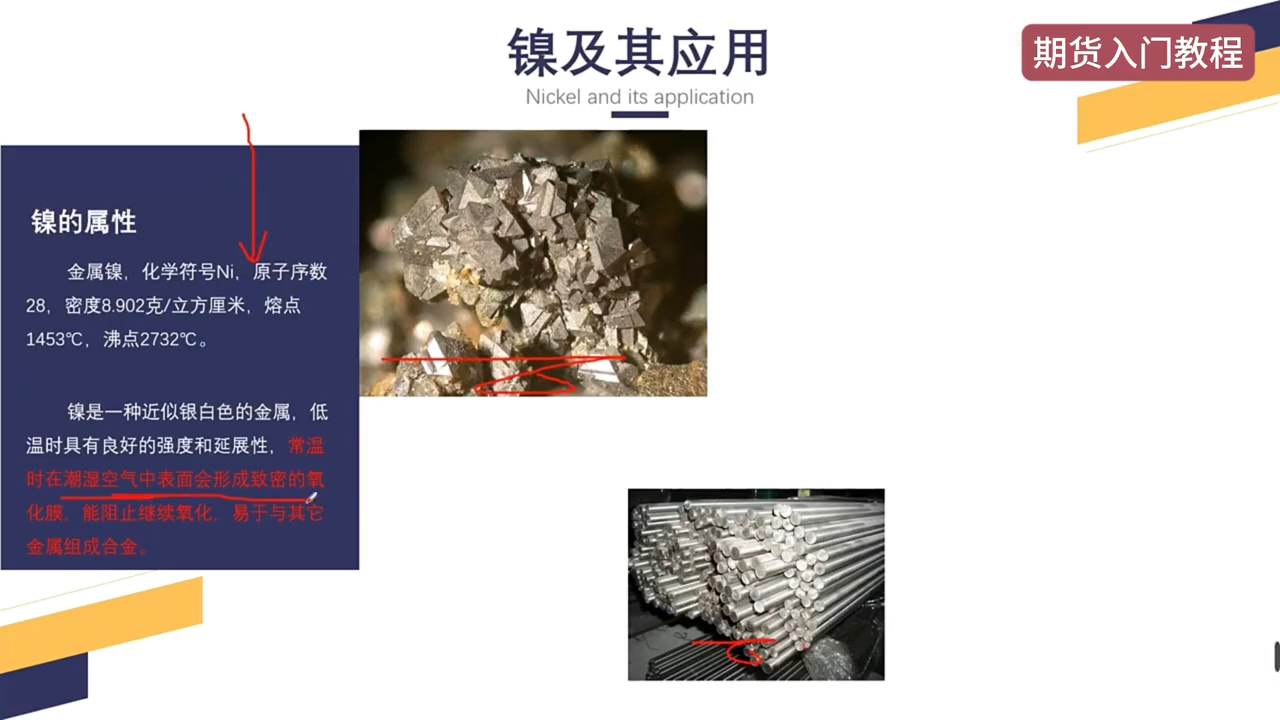 镍及其应用
期货入门教程
Nickel and its application
镍的属性
金属镍，化学符号Ni，原子序数
28，密度8.902克/立方厘米，熔点
1453℃，沸点2732℃。
镍是一种近似银白色的金属，低
温时具有良好的强度和延展性，常温
时在潮湿空气中表面会形成致密的氧
化膜，能阻止继续氧化，易于与其它
金属组成合金。